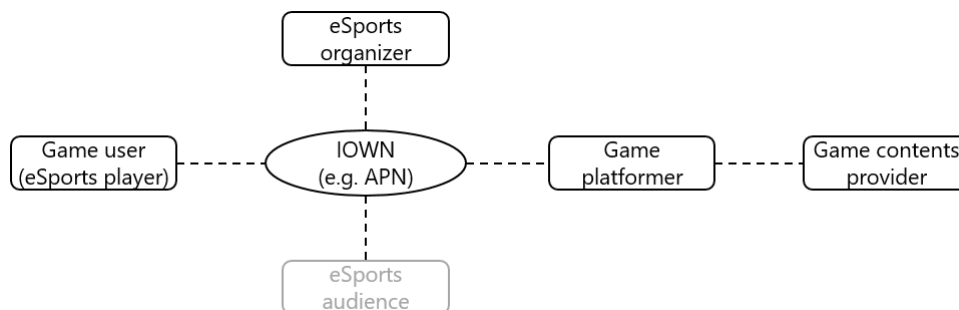 eSports
organizer
Game user
(eSports player)
IOWN
(e.g. APN)
Game
platformer
Game contents
provider
eSports
audience